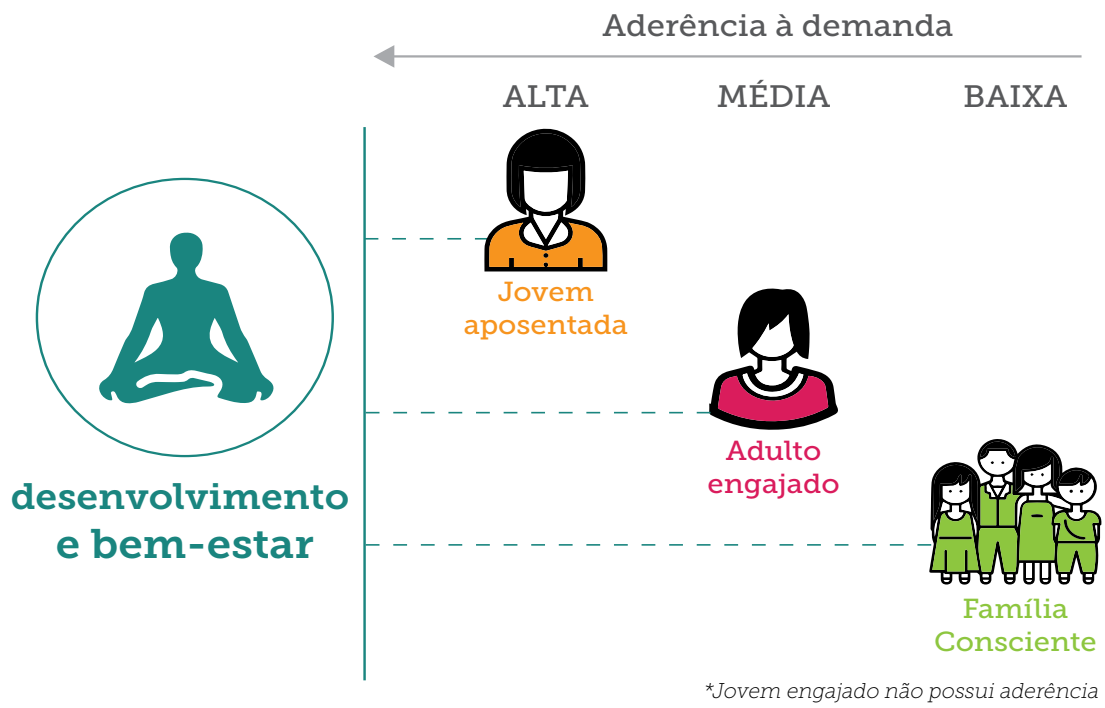 Aderência à demanda
ALTA
MÉDIA
BAIXA
Jovem
aposentada
Adulto
engajado
desenvolvimento
e bem-estar
Família
Consciente
*Jovem engajado não possui aderência